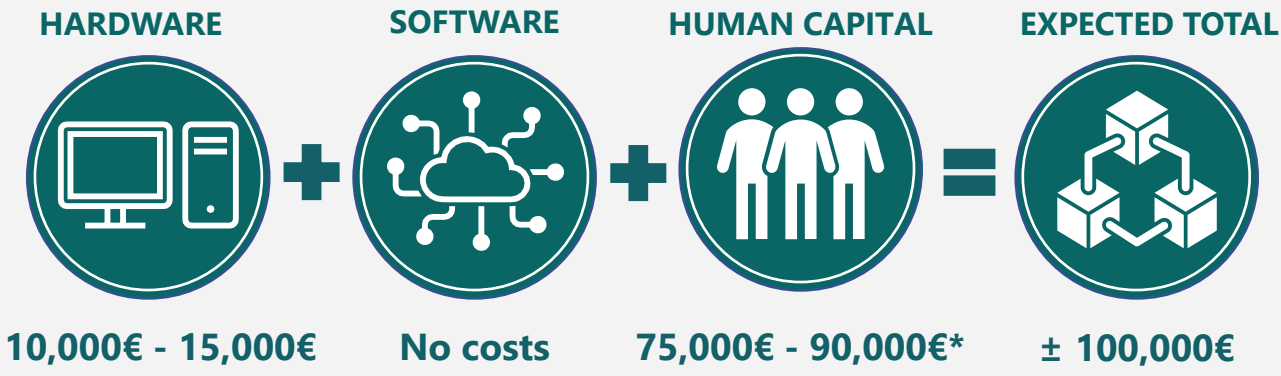 HARDWARE
SOFTWARE
HUMAN CAPITAL
EXPECTED TOTAL
10,000€ - 15,000€
No costs
75,000€ - 90,000€*
± 100,000€